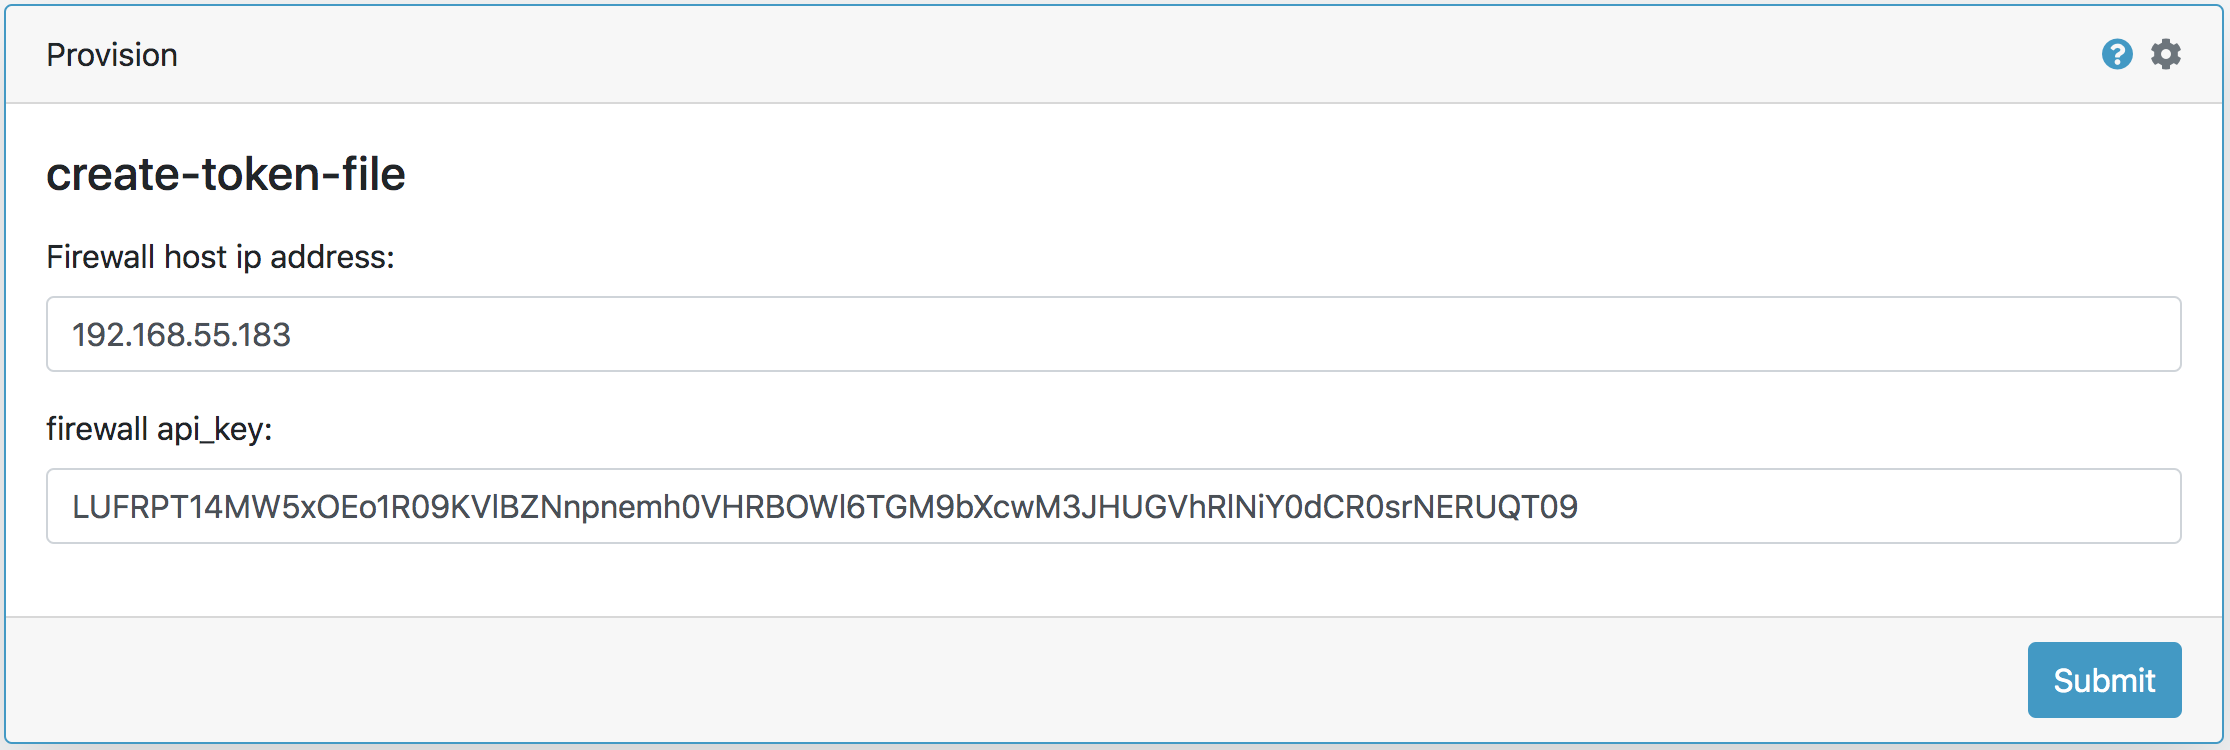 Provision
create-token-file
Firewall host ip address:
192.168.55.183
firewall api_key:
LUFRPT14MW5xOEo1R09KVlBZNnpnemh0VHRBOWl6TGM9bXcwM3JHUGVhRlNiY0dCR0srNERUQT09
Submit